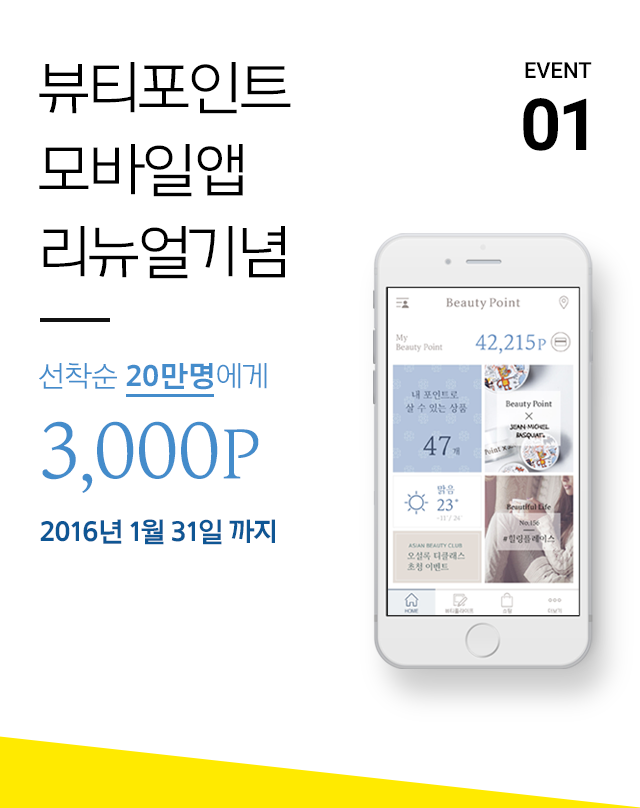 뷰티포인트
모바일앱
리뉴얼기념
EVENT
01
선착순 20만명에게
3,000P
2016년 1월 31일 까지
Beauty Point
My
Beauty Point
42,215P
내 포인트로
살 수 있는 상품
47개
Beauty Point
×
JEAN-MICHEL
BASQUIAT
맑음
23°
Beautiful Life
No.156
#힐링플레이스
ASIAN BEAUTY CLUB
오설록 티클래스
초청 이벤트
HOME
뷰티풀라이프
쇼핑
더보기